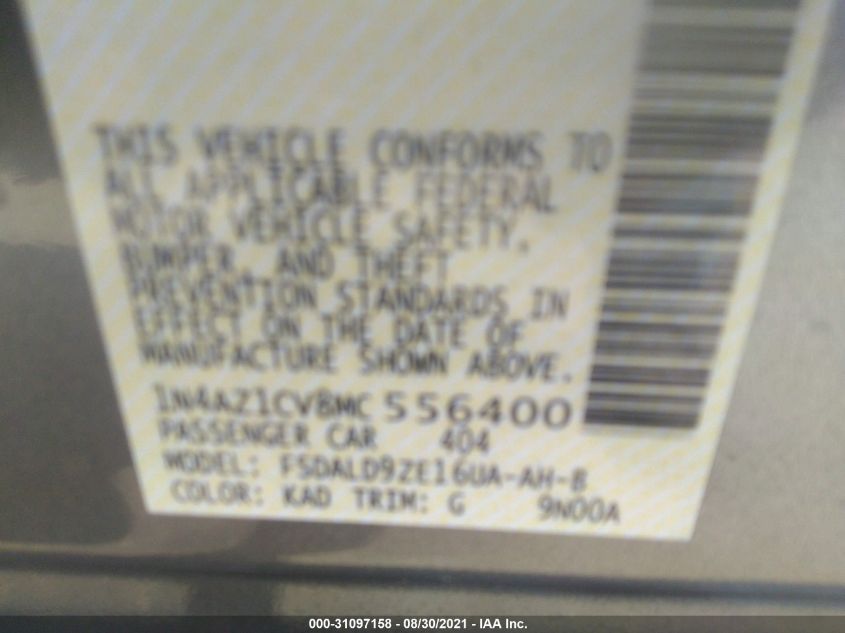 THIS VEHICLE CONFORMS TO
ALL APPLICABLE FEDERAL
MOTOR VEHICLE SAFETY,
BUMPER, AND THEFT
PREVENTION STANDARDS IN
EFFECT ON THE DATE OF
MANUFACTURE SHOWN ABOVE.
1N4AZ1CV8MC556400
PASSENGER CAR 404
MODEL: FSDALD9ZE16UA-AH-B
COLOR: KAD TRIM: G 9N00A
000-31097158 - 08/30/2021 - IAA Inc.